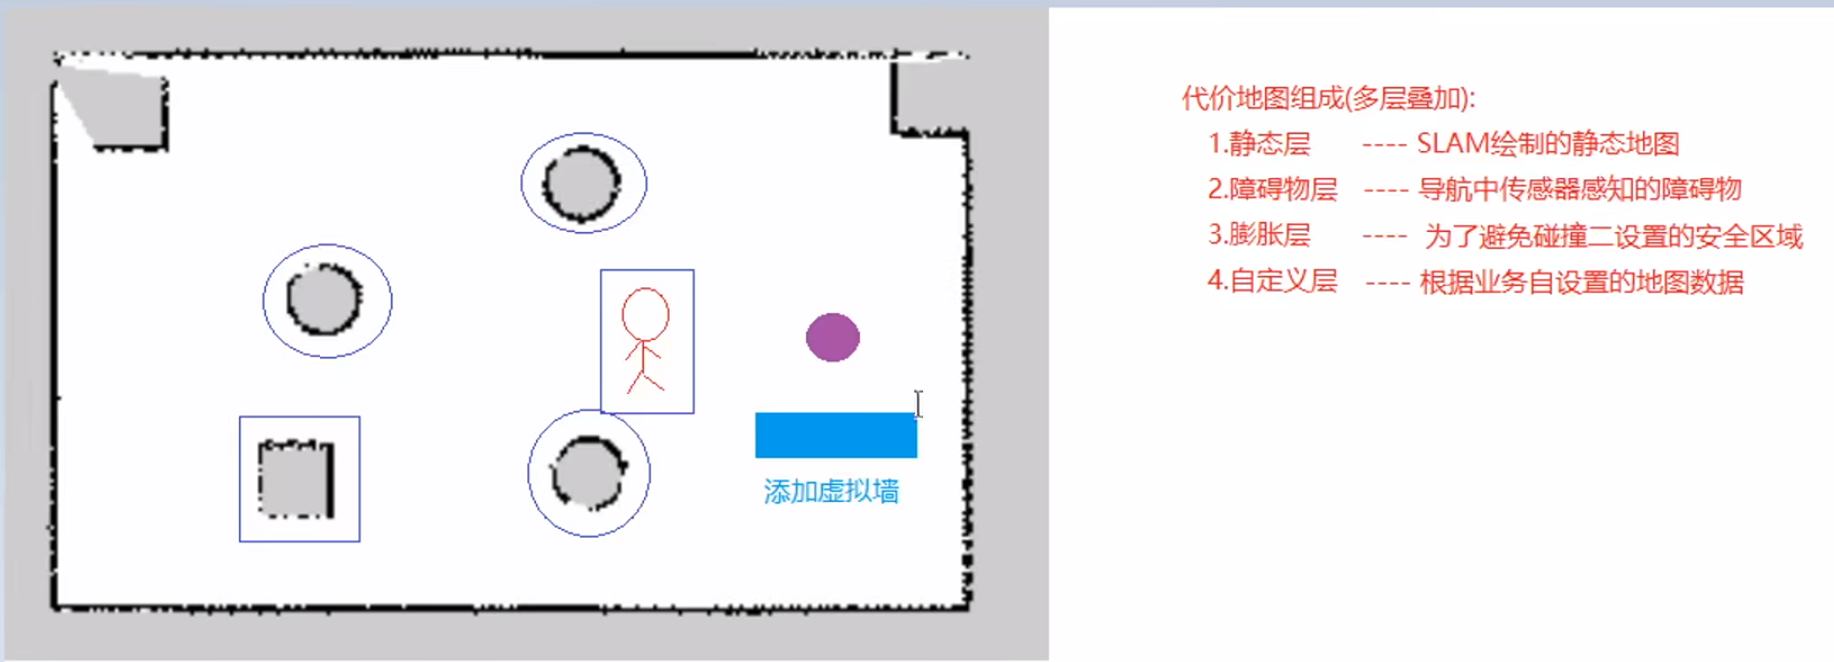 代价地图组成(多层叠加):
1.静态层 ---- SLAM绘制的静态地图
2.障碍物层 ---- 导航中传感器感知的障碍物
3.膨胀层 ---- 为了避免碰撞二设置的安全区域
4.自定义层 ---- 根据业务自设置的地图数据
添加虚拟墙